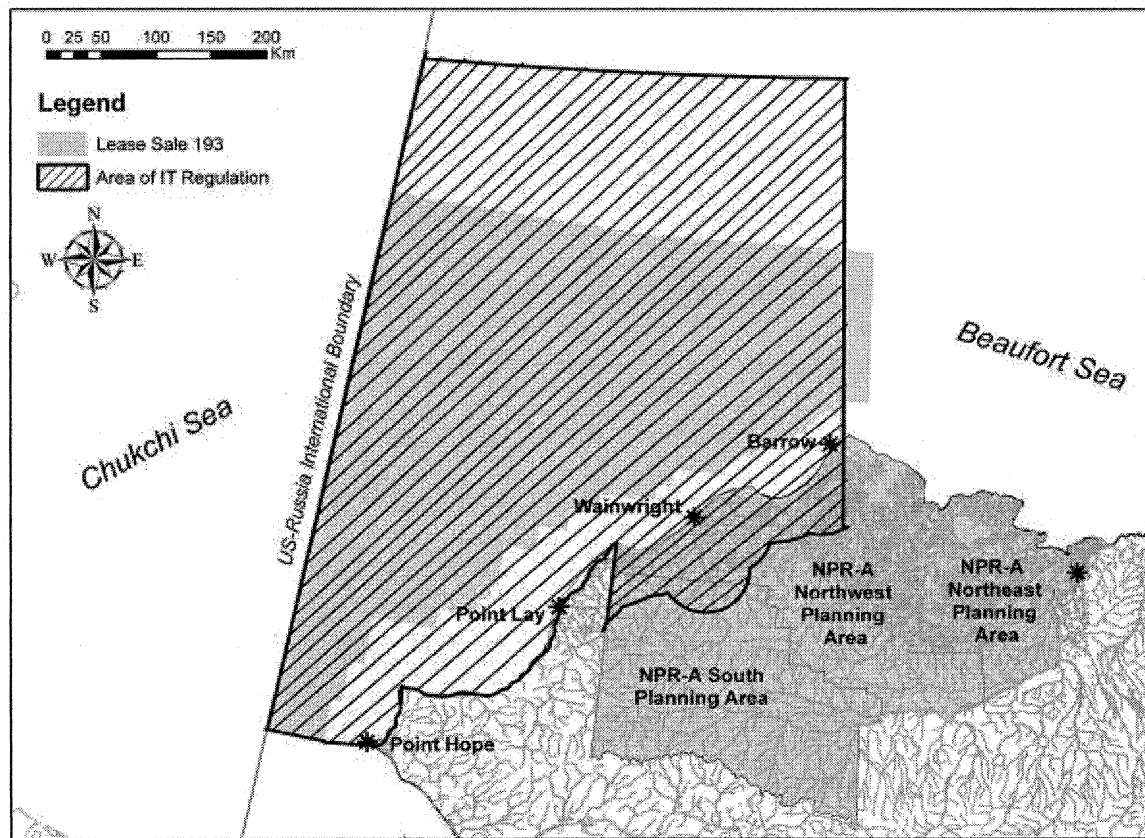 0 25 50 100 150 200
Km
Legend
Lease Sale 193
Area of IT Regulation
N
W E
S
US-Russia International Boundary
Chukchi Sea
Beaufort Sea
Barrow
Wainwright
Point Lay
Point Hope
NPR-A
Northwest
Planning
Area
NPR-A
Northeast
Planning
Area
NPR-A South
Planning Area